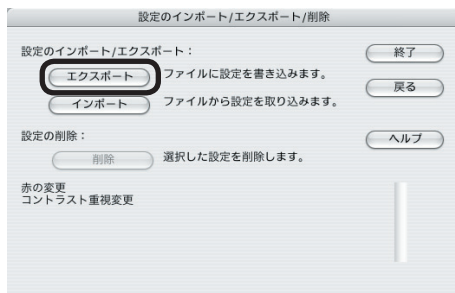 設定のインポート/エクスポート/削除
設定のインポート/エクスポート：
エクスポート ファイルに設定を書き込みます。
インポート ファイルから設定を取り込みます。
設定の削除：
削除 選択した設定を削除します。
赤の変更
コントラスト重視変更
終了
戻る
ヘルプ